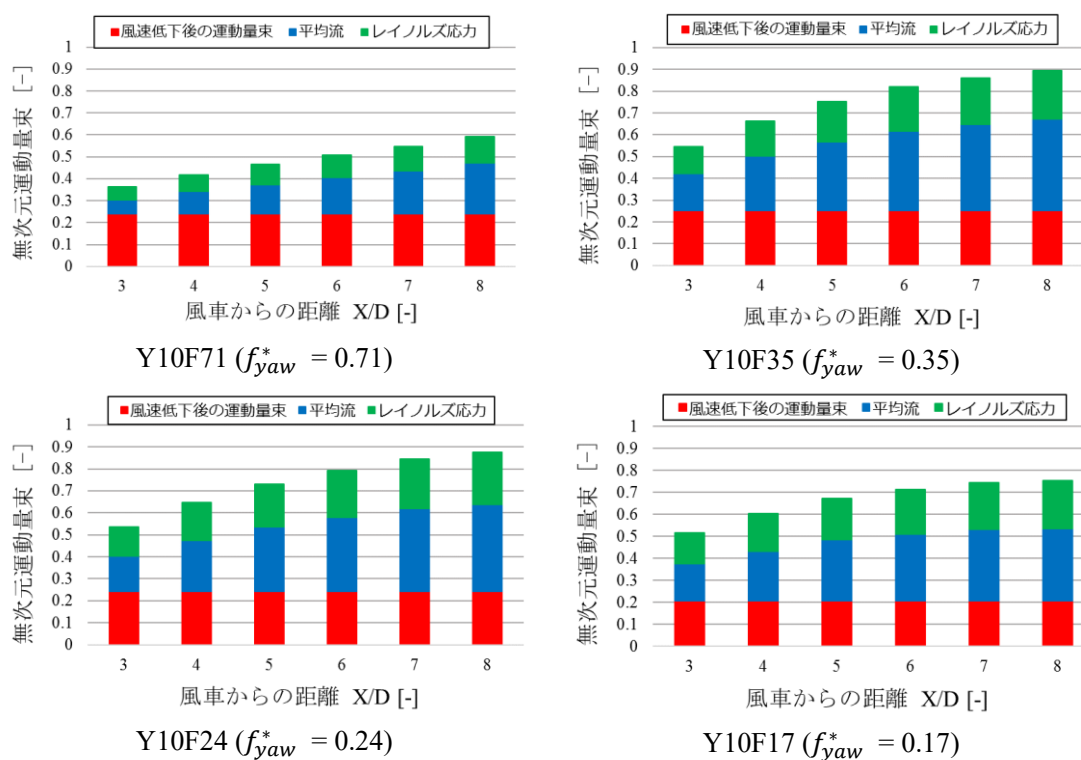 風速低下後の運動量束 平均流 レイノルズ応力
無次元運動量束 [−]
1
0.9
0.8
0.7
0.6
0.5
0.4
0.3
0.2
0.1
0
3 4 5 6 7 8
風車からの距離 X/D [-]
Y10F71 (f*yaw = 0.71)
風速低下後の運動量束 平均流 レイノルズ応力
無次元運動量束 [−]
1
0.9
0.8
0.7
0.6
0.5
0.4
0.3
0.2
0.1
0
3 4 5 6 7 8
風車からの距離 X/D [-]
Y10F35 (f*yaw = 0.35)
風速低下後の運動量束 平均流 レイノルズ応力
無次元運動量束 [−]
1
0.9
0.8
0.7
0.6
0.5
0.4
0.3
0.2
0.1
0
3 4 5 6 7 8
風車からの距離 X/D [-]
Y10F24 (f*yaw = 0.24)
風速低下後の運動量束 平均流 レイノルズ応力
無次元運動量束 [−]
1
0.9
0.8
0.7
0.6
0.5
0.4
0.3
0.2
0.1
0
3 4 5 6 7 8
風車からの距離 X/D [-]
Y10F17 (f*yaw = 0.17)